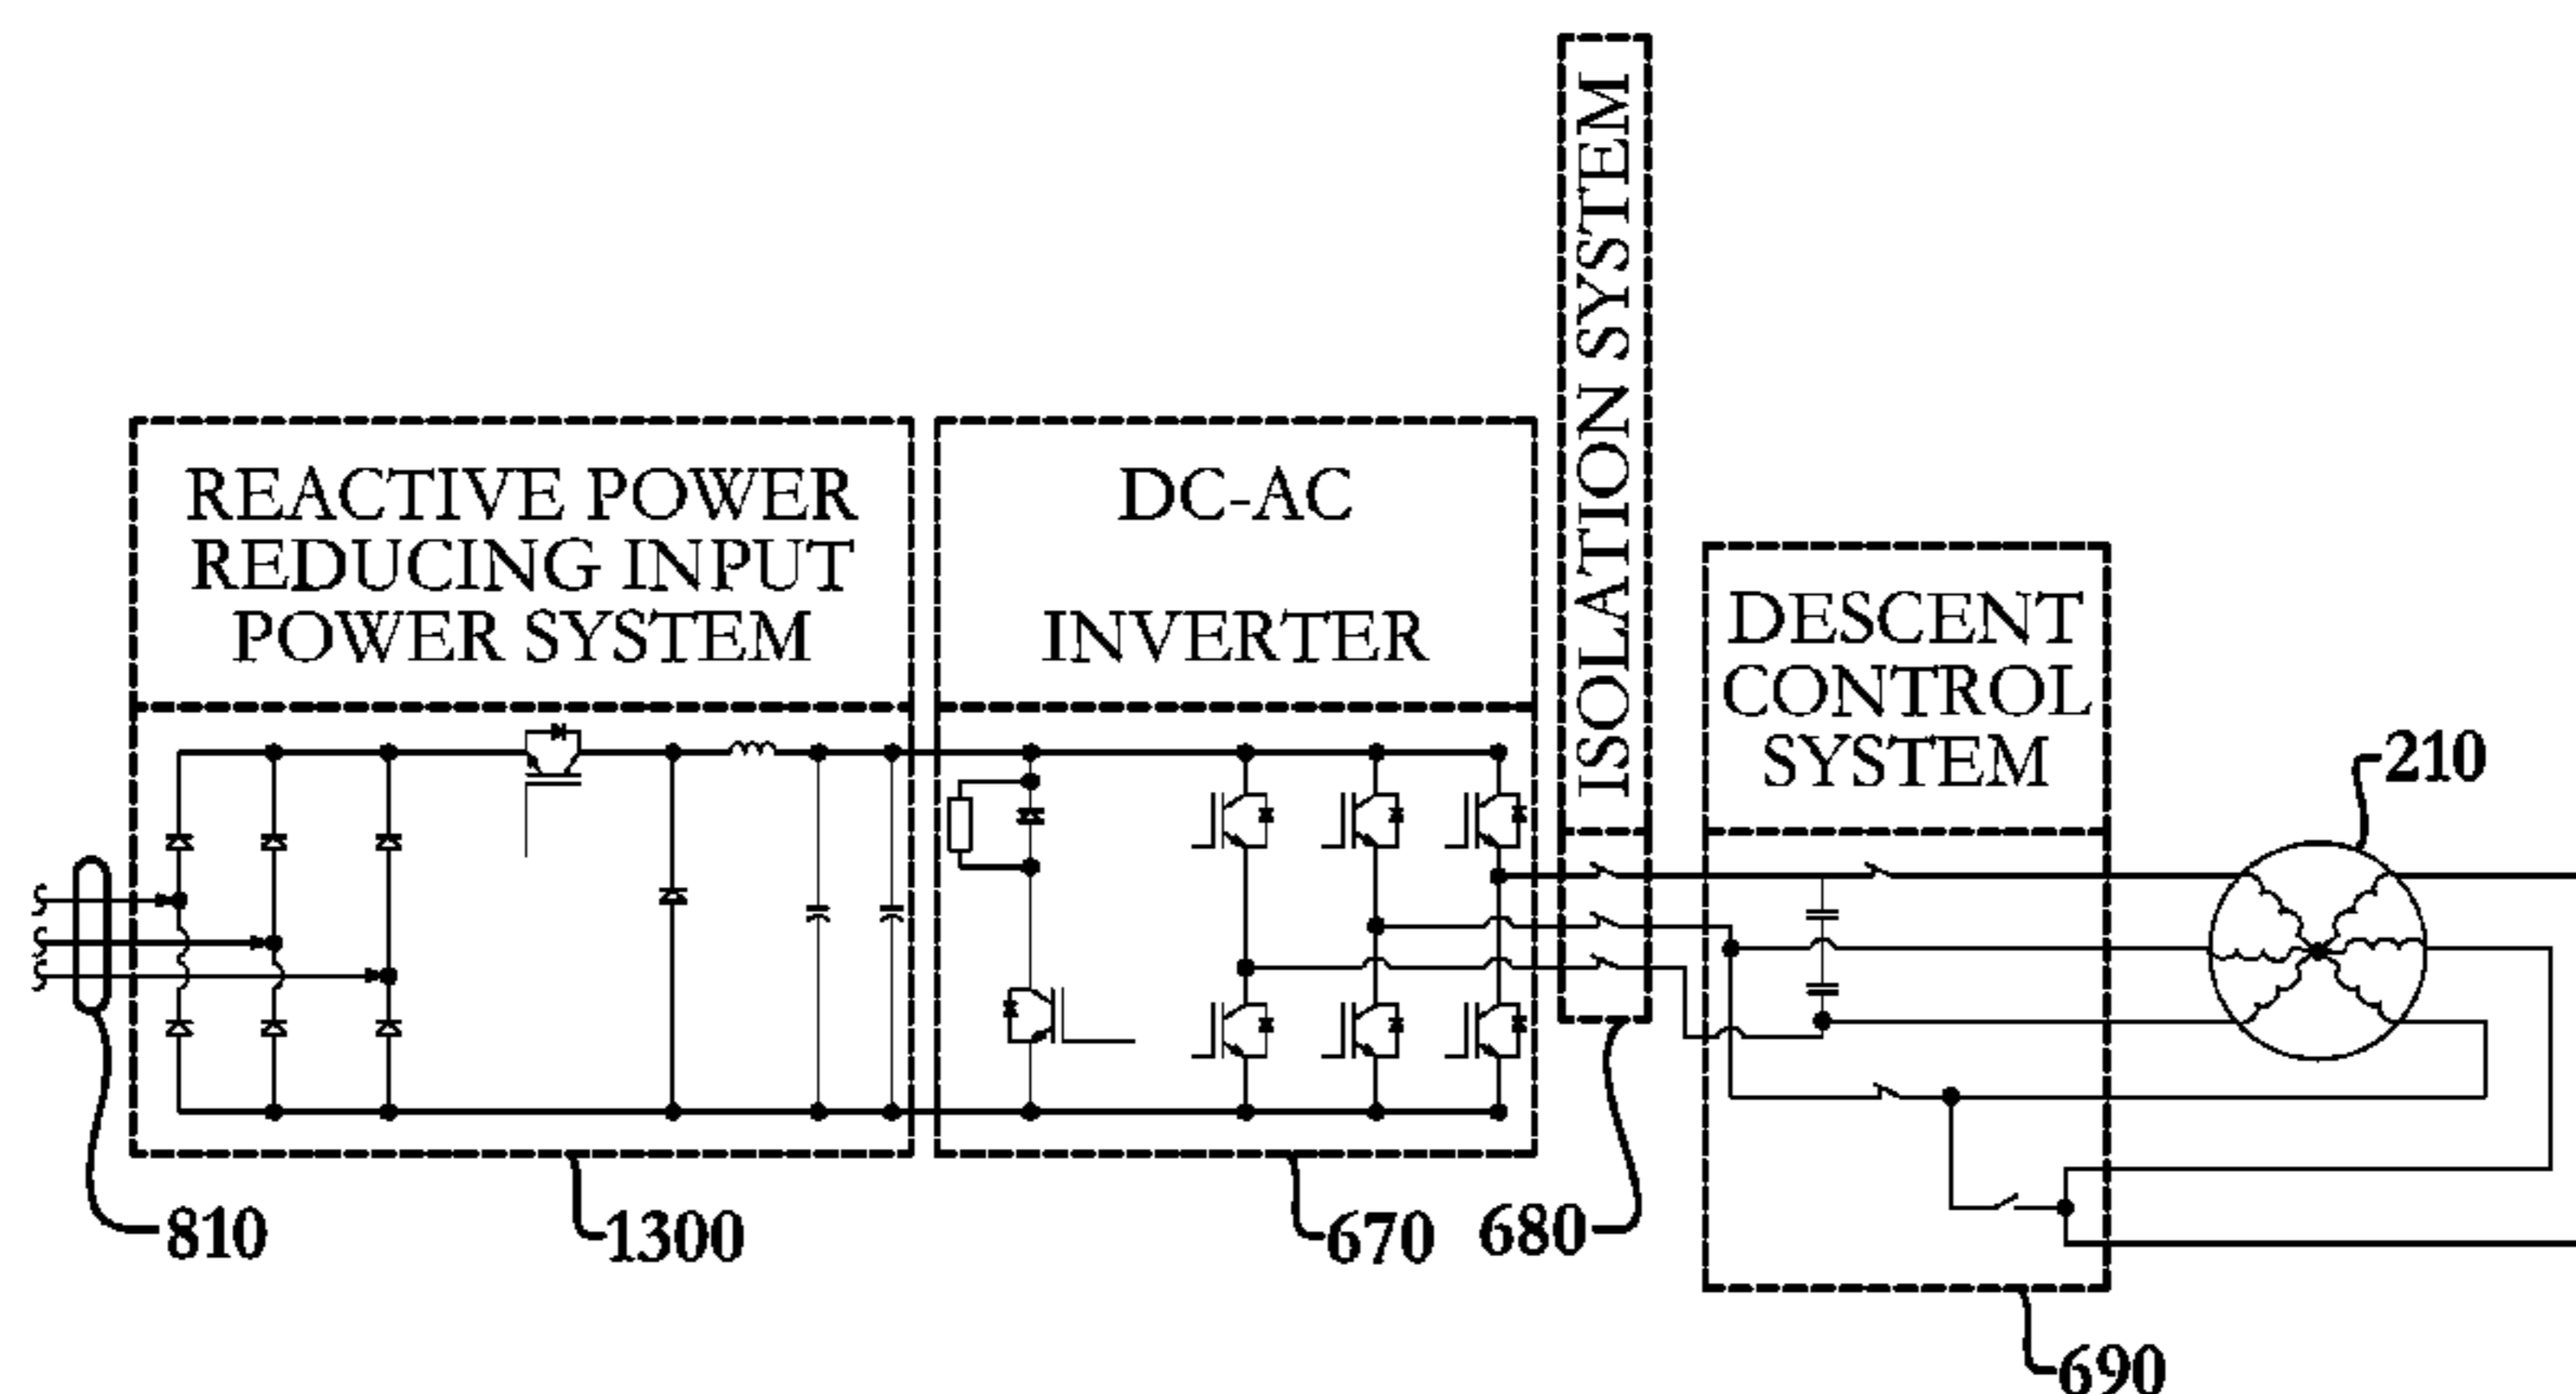 REACTIVE POWER
REDUCING INPUT
POWER SYSTEM
DC-AC
INVERTER
ISOLATION SYSTEM
DESCENT
CONTROL
SYSTEM
210
810
1300
670
680
690